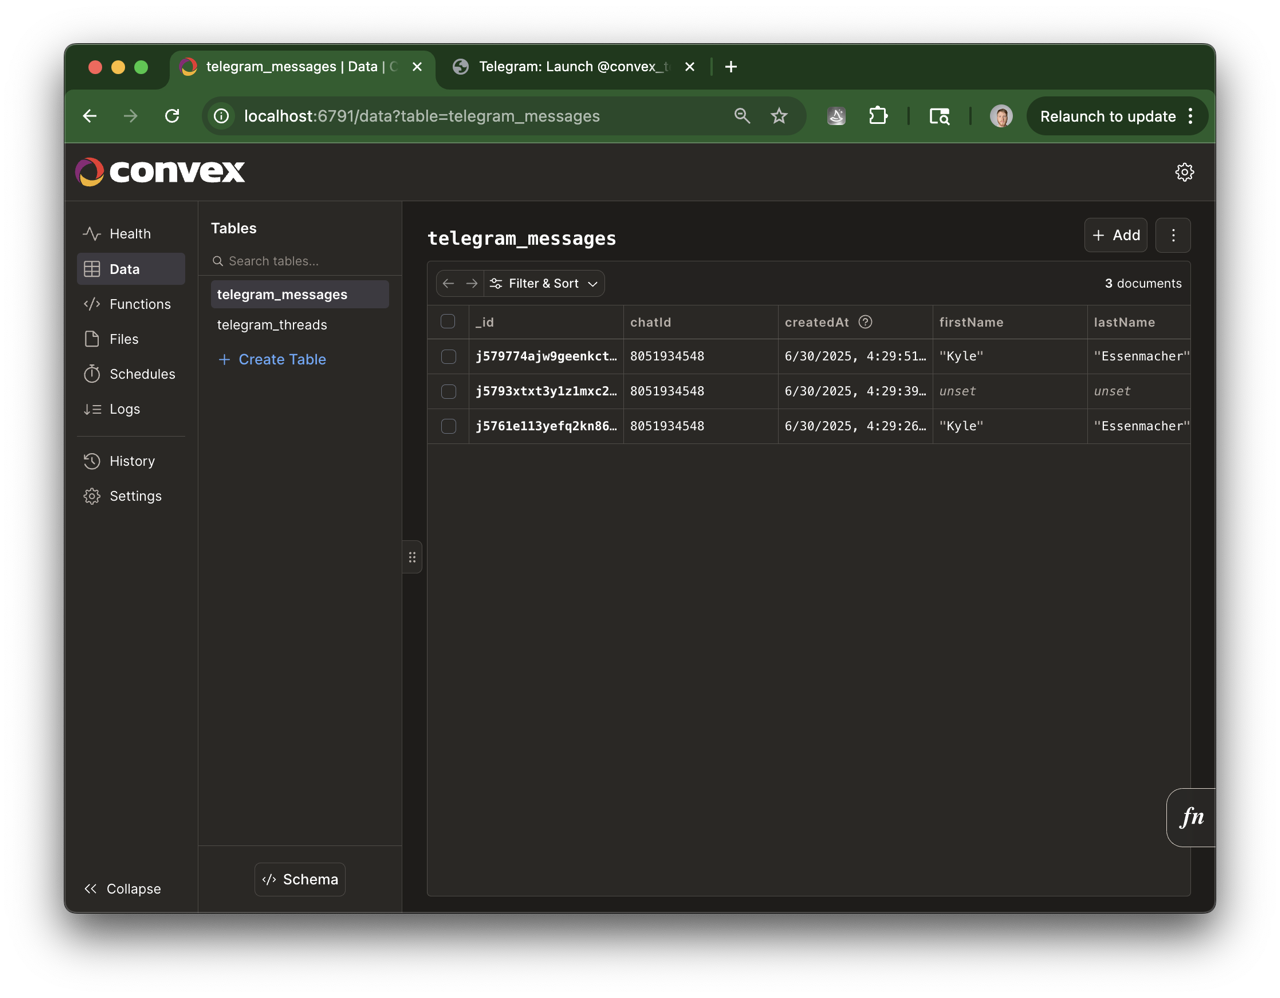 telegram_messages | Data | C
Telegram: Launch @convex_t
localhost:6791/data?table=telegram_messages
Relaunch to update
convex
Health
Data
Functions
Files
Schedules
Logs
History
Settings
Collapse
Tables
Search tables...
telegram_messages
telegram_threads
+ Create Table
</> Schema
telegram_messages
+ Add
Filter & Sort
3 documents
_id chatId createdAt ? firstName lastName
j579774ajw9geenkct… 8051934548 6/30/2025, 4:29:51… "Kyle" "Essenmacher"
j5793xtxt3y1z1mxc2… 8051934548 6/30/2025, 4:29:39… unset unset
j5761e113yefq2kn86… 8051934548 6/30/2025, 4:29:26… "Kyle" "Essenmacher"
fn